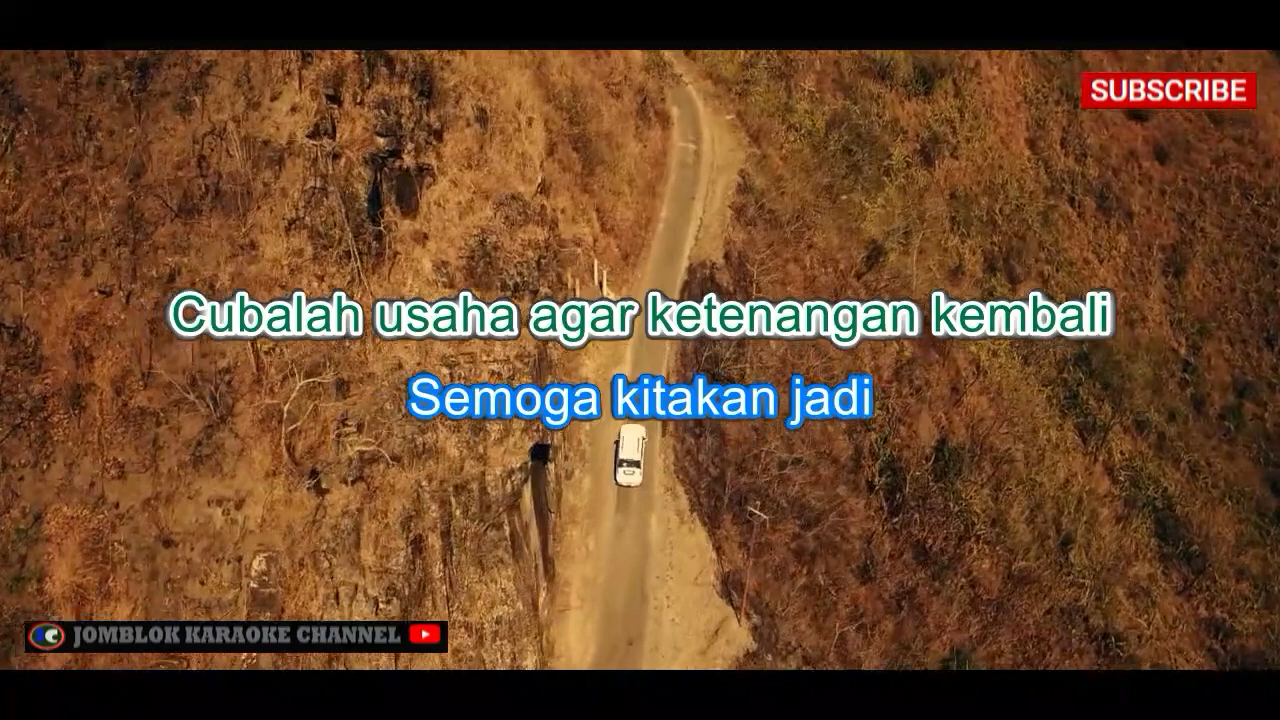 SUBSCRIBE
Cubalah usaha agar ketenangan kembali
Semoga kitakan jadi
JOMBLOK KARAOKE CHANNEL